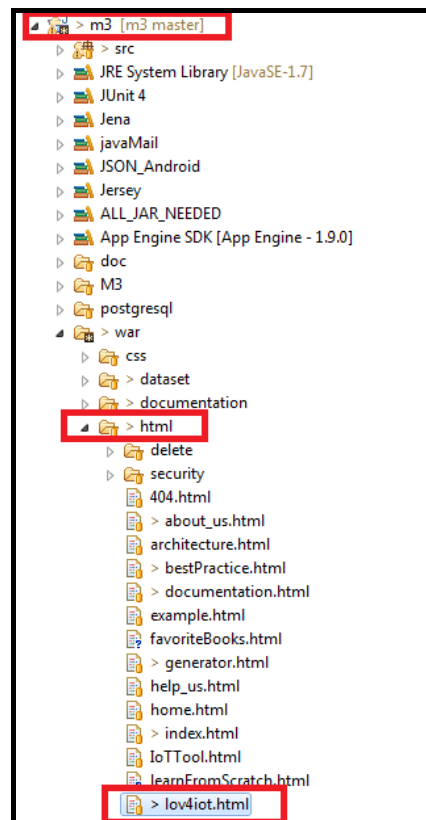 > m3 [m3 master]
> src
JRE System Library [JavaSE-1.7]
JUnit 4
Jena
javaMail
JSON_Android
Jersey
ALL_JAR_NEEDED
App Engine SDK [App Engine - 1.9.0]
doc
M3
postgresql
> war
css
> dataset
> documentation
> html
delete
security
404.html
> about_us.html
architecture.html
> bestPractice.html
> documentation.html
example.html
favoriteBooks.html
> generator.html
help_us.html
home.html
> index.html
IoTTool.html
learnFromScratch.html
> lov4iot.html